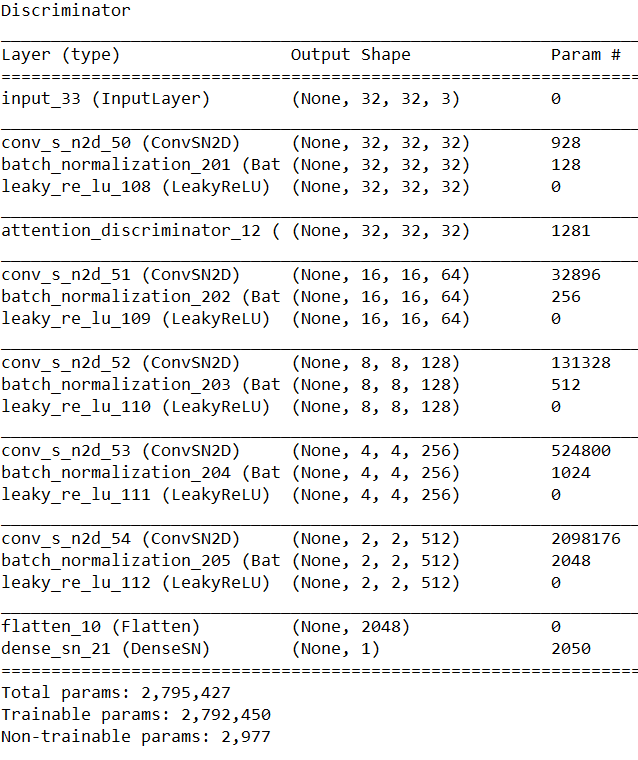 Discriminator
Layer (type) Output Shape Param #
input_33 (InputLayer) (None, 32, 32, 3) 0
conv_s_n2d_50 (ConvSN2D) (None, 32, 32, 32) 928
batch_normalization_201 (Bat (None, 32, 32, 32) 128
leaky_re_lu_108 (LeakyReLU) (None, 32, 32, 32) 0
attention_discriminator_12 ( (None, 32, 32, 32) 1281
conv_s_n2d_51 (ConvSN2D) (None, 16, 16, 64) 32896
batch_normalization_202 (Bat (None, 16, 16, 64) 256
leaky_re_lu_109 (LeakyReLU) (None, 16, 16, 64) 0
conv_s_n2d_52 (ConvSN2D) (None, 8, 8, 128) 131328
batch_normalization_203 (Bat (None, 8, 8, 128) 512
leaky_re_lu_110 (LeakyReLU) (None, 8, 8, 128) 0
conv_s_n2d_53 (ConvSN2D) (None, 4, 4, 256) 524800
batch_normalization_204 (Bat (None, 4, 4, 256) 1024
leaky_re_lu_111 (LeakyReLU) (None, 4, 4, 256) 0
conv_s_n2d_54 (ConvSN2D) (None, 2, 2, 512) 2098176
batch_normalization_205 (Bat (None, 2, 2, 512) 2048
leaky_re_lu_112 (LeakyReLU) (None, 2, 2, 512) 0
flatten_10 (Flatten) (None, 2048) 0
dense_sn_21 (DenseSN) (None, 1) 2050
Total params: 2,795,427
Trainable params: 2,792,450
Non-trainable params: 2,977